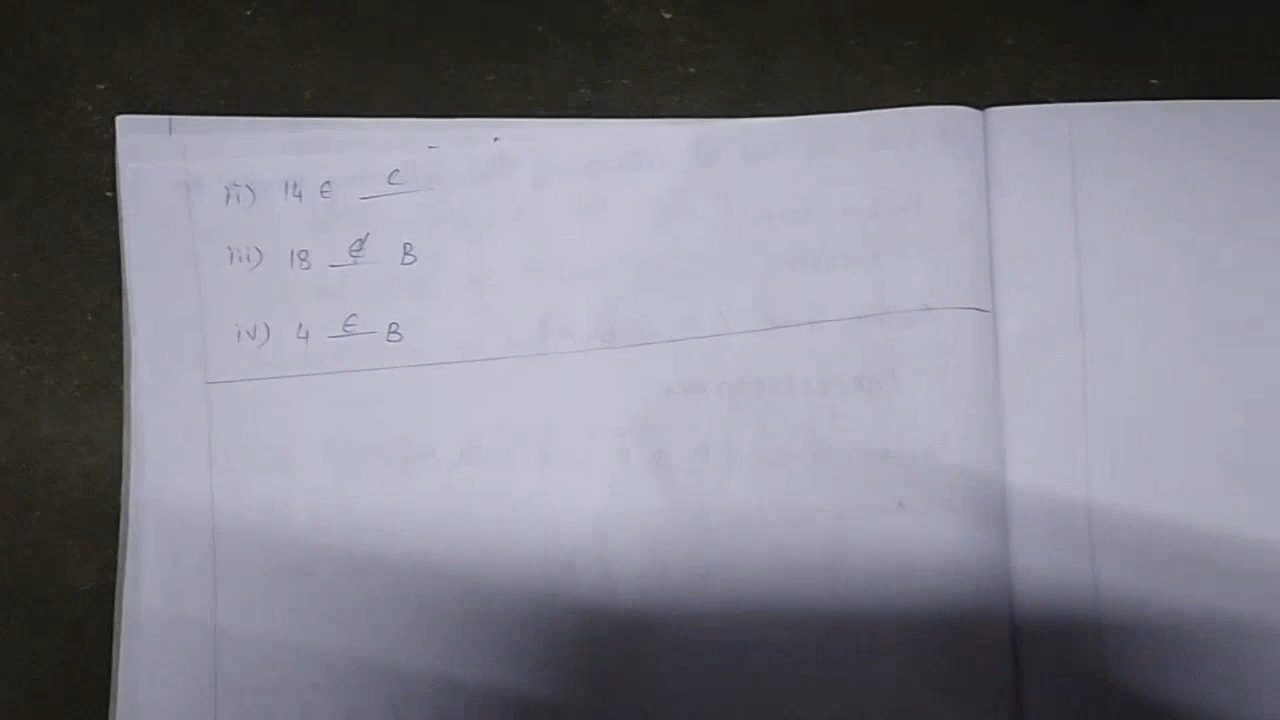 ii) 14 ∈ C
iii) 18 ∉ B
iv) 4 ∈ B